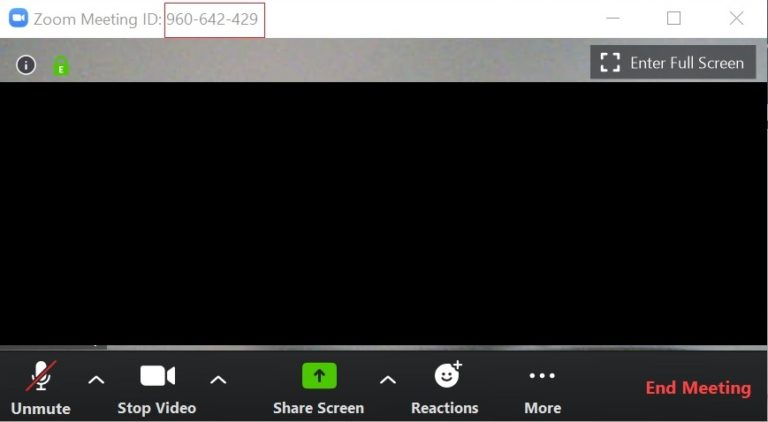 Zoom Meeting ID: 960-642-429
Enter Full Screen
E
Unmute
Stop Video
Share Screen
Reactions
More
End Meeting